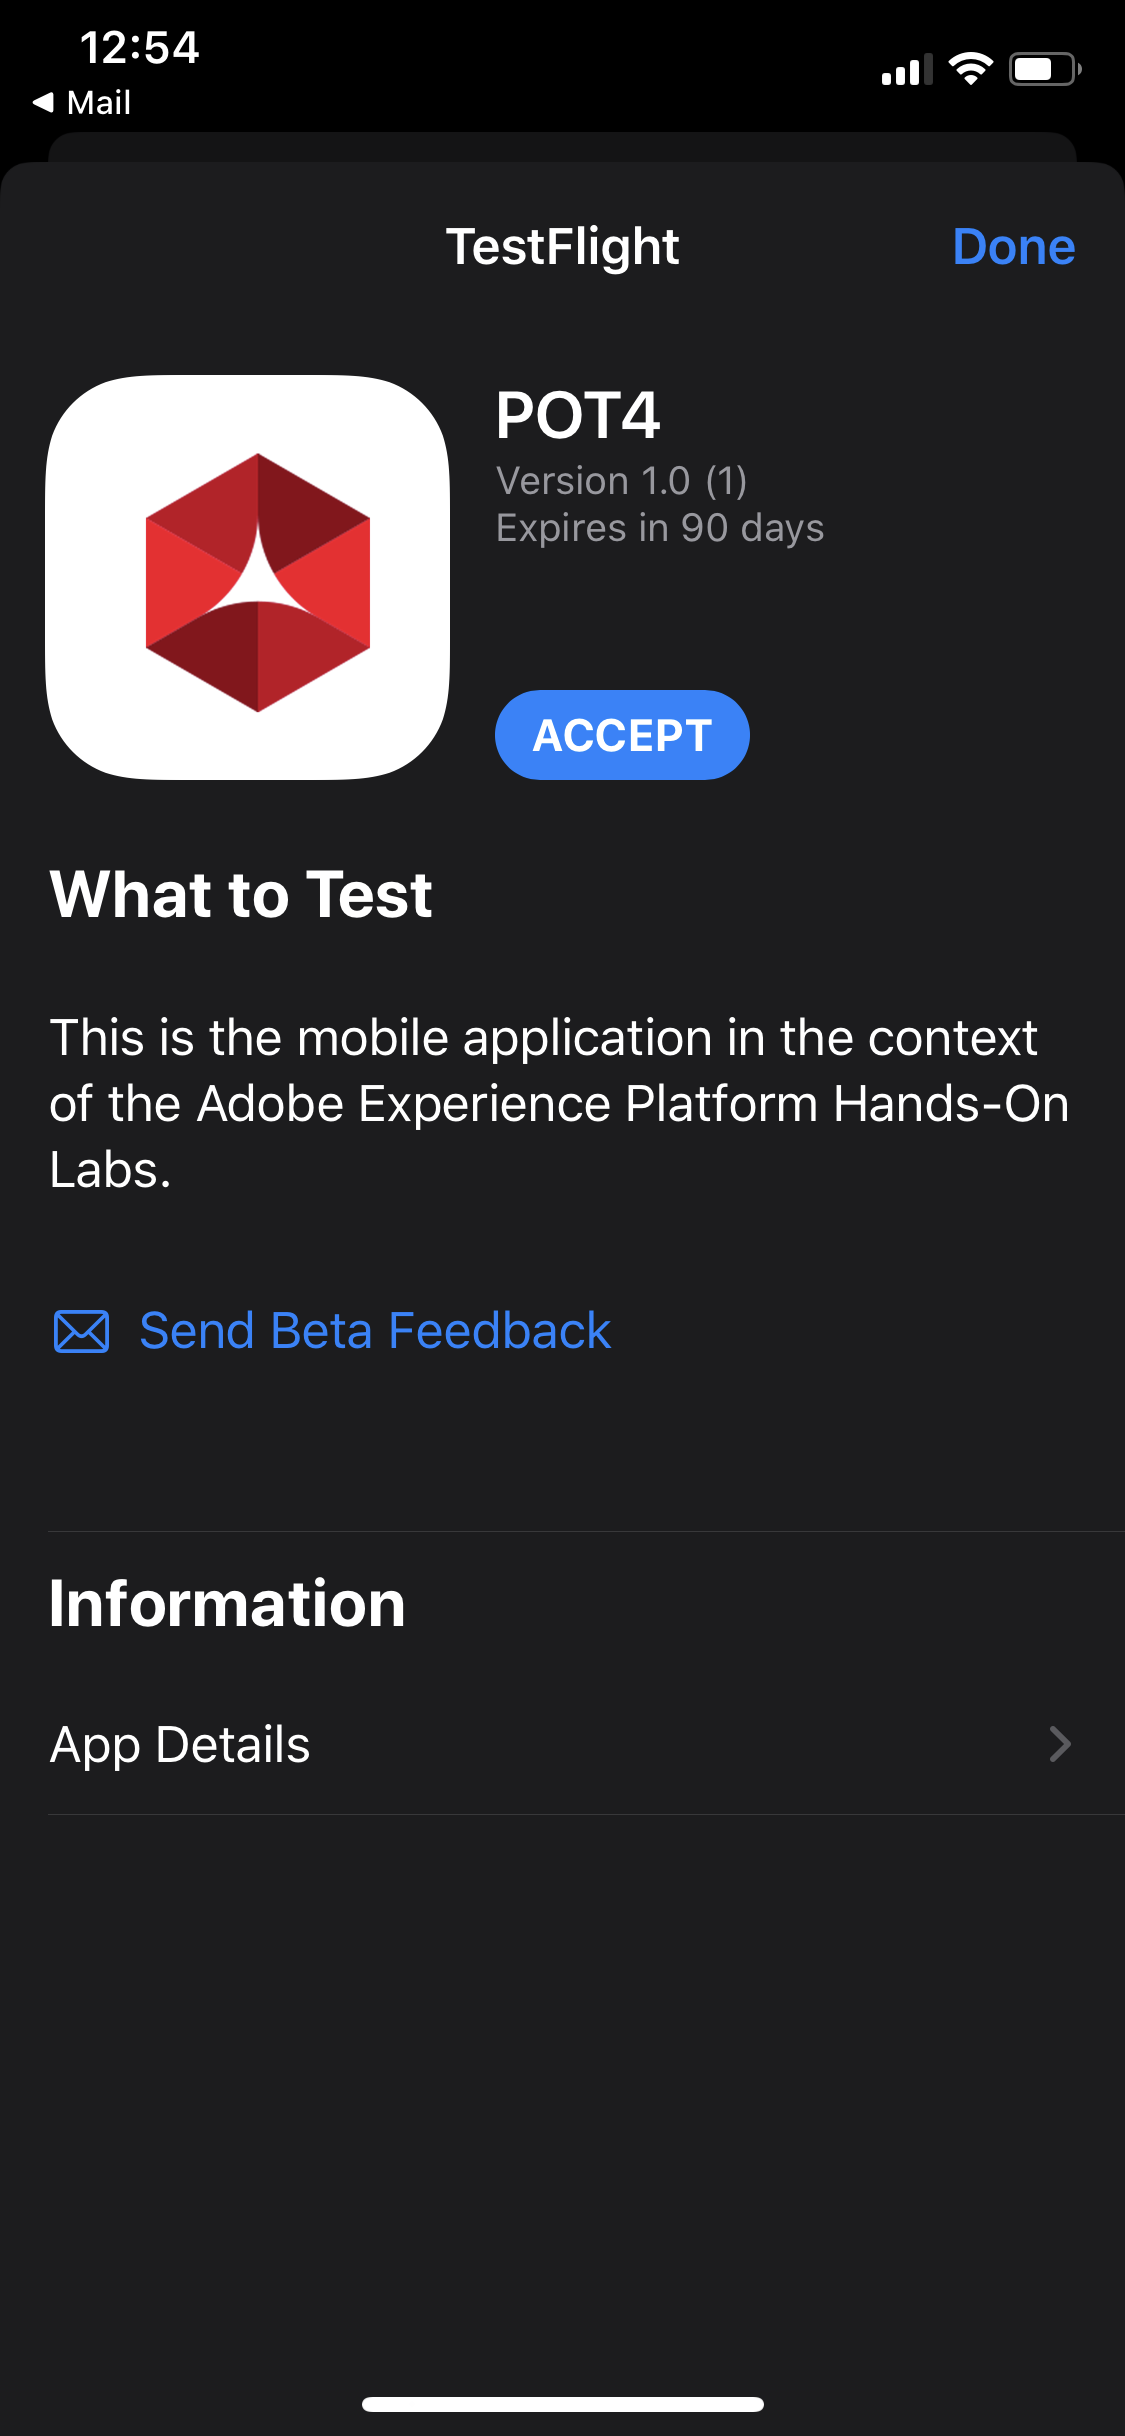 12:54
Mail
TestFlight
Done
POT4
Version 1.0 (1)
Expires in 90 days
ACCEPT
What to Test
This is the mobile application in the context
of the Adobe Experience Platform Hands-On
Labs.
Send Beta Feedback
Information
App Details